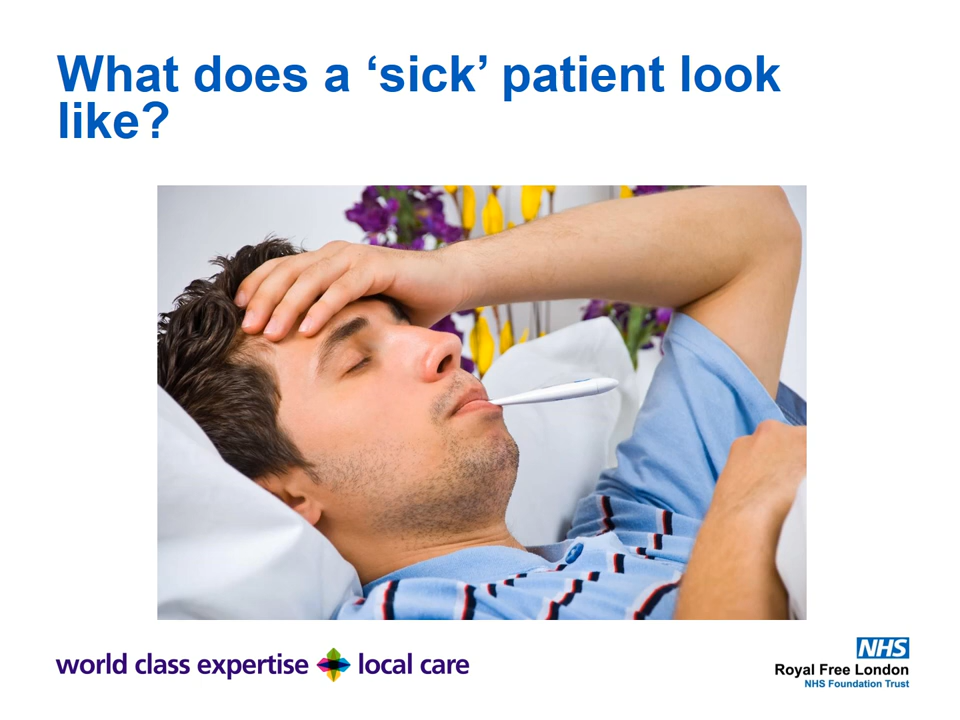 What does a ‘sick’ patient look
like?
world class expertise local care
NHS
Royal Free London
NHS Foundation Trust